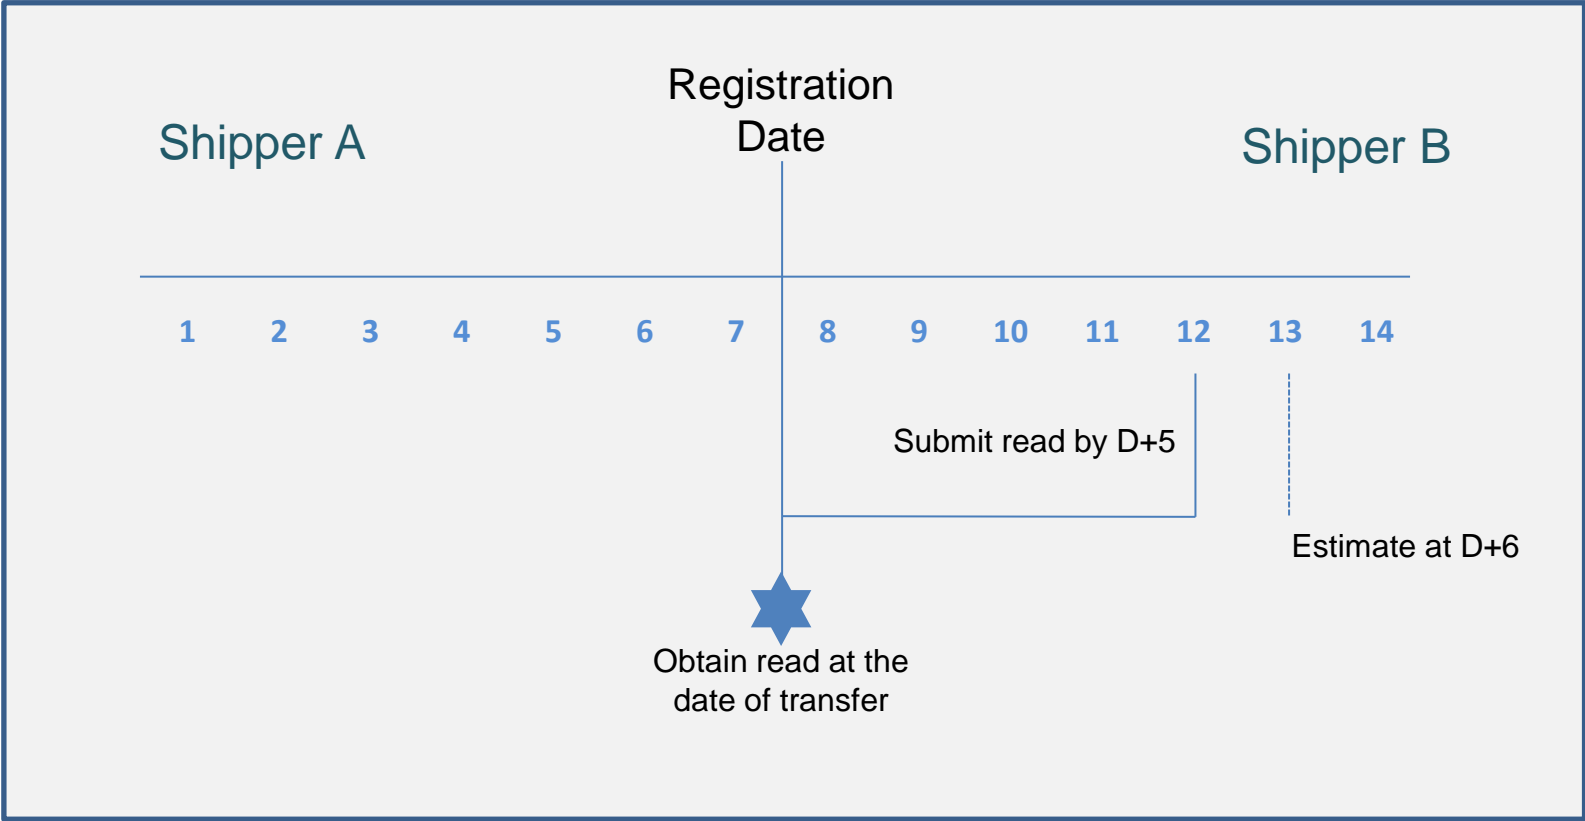 Registration
Date
Shipper A
Shipper B
1 2 3 4 5 6 7 8 9 10 11 12 13 14
Submit read by D+5
Estimate at D+6
Obtain read at the
date of transfer